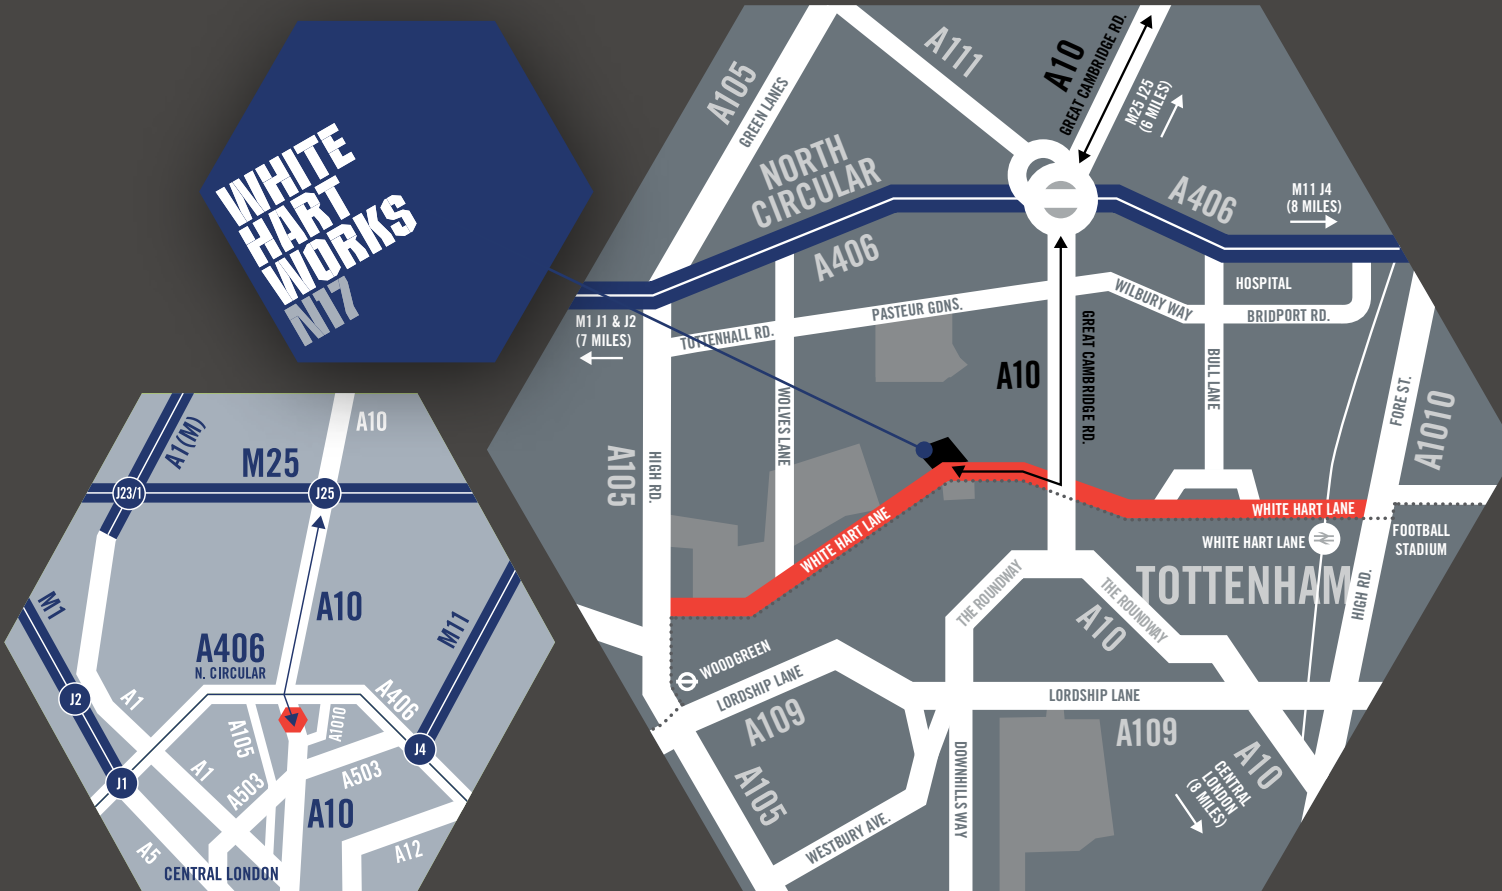 WHITE
HART
WORKS
N17
A105
GREEN LANES
A111
A10
GREAT CAMBRIDGE RD.
M25 J25
(6 MILES)
NORTH
CIRCULAR
A406
A406
M11 J4
(8 MILES)
HOSPITAL
M1 J1 & J2
(7 MILES)
TOTTENHALL RD.
PASTEUR GDNS.
WILBURY WAY
BRIDPORT RD.
A10
GREAT CAMBRIDGE RD.
BULL LANE
FORE ST.
A1010
WOLVES LANE
A105
HIGH RD.
WHITE HART LANE
WHITE HART LANE
WHITE HART LANE
FOOTBALL
STADIUM
TOTTENHAM
HIGH RD.
THE ROUNDWAY
THE ROUNDWAY
A10
WOODGREEN
LORDSHIP LANE
A109
LORDSHIP LANE
A109
A105
WESTBURY AVE.
DOWNHILLS WAY
A10
CENTRAL
LONDON
(8 MILES)
A1(M)
A10
M25
J23/1
J25
M1
A10
M11
A406
N. CIRCULAR
J2
A1
A406
A105
A1010
J4
J1
A1
A503
A503
A10
A5
A12
CENTRAL LONDON